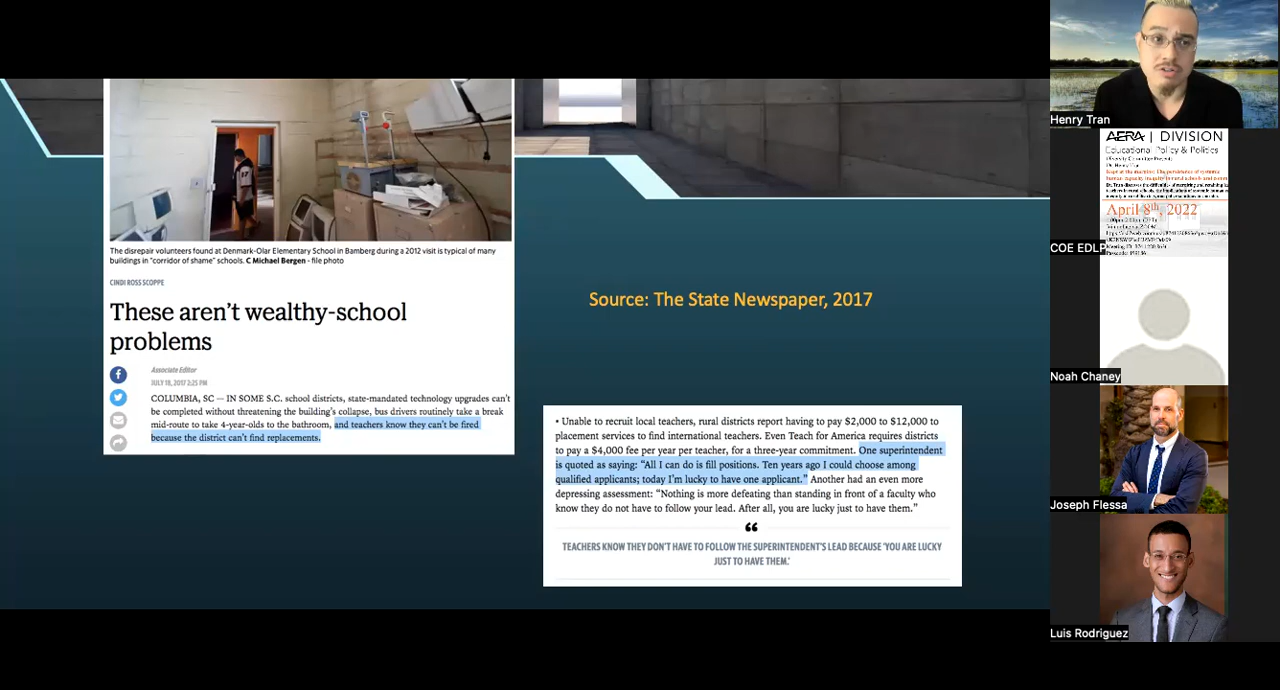 The disrepair volunteers found at Denmark-Olar Elementary School in Bamberg during a 2012 visit is typical of many
buildings in "corridor of shame" schools. C Michael Bergen - file photo
CINDI ROSS SCOPPE
These aren't wealthy-school
problems
Associate Editor
JULY 18, 2017 2:25 PM
COLUMBIA, SC — IN SOME S.C. school districts, state-mandated technology upgrades can't
be completed without threatening the building's collapse, bus drivers routinely take a break
mid-route to take 4-year-olds to the bathroom, and teachers know they can't be fired
because the district can't find replacements.
Source: The State Newspaper, 2017
• Unable to recruit local teachers, rural districts report having to pay $2,000 to $12,000 to
placement services to find international teachers. Even Teach for America requires districts
to pay a $4,000 fee per year per teacher, for a three-year commitment. One superintendent
is quoted as saying: "All I can do is fill positions. Ten years ago I could choose among
qualified applicants; today I'm lucky to have one applicant." Another had an even more
depressing assessment: "Nothing is more defeating than standing in front of a faculty who
know they do not have to follow your lead. After all, you are lucky just to have them."
TEACHERS KNOW THEY DON'T HAVE TO FOLLOW THE SUPERINTENDENT'S LEAD BECAUSE 'YOU ARE LUCKY
JUST TO HAVE THEM.'
Henry Tran
AERA | DIVISION
Educational Policy & Politics
April 8th, 2022
COE EDLP
Noah Chaney
Joseph Flessa
Luis Rodriguez